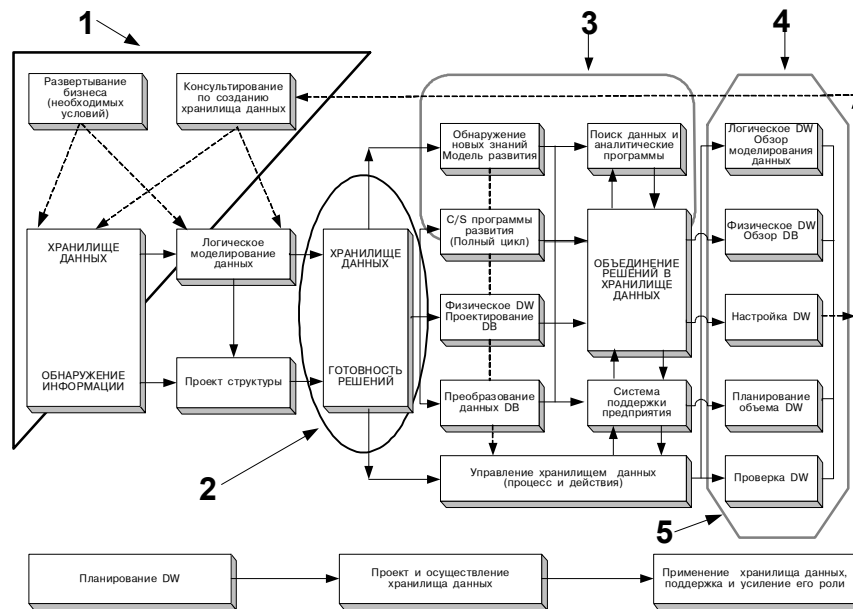 1
3
4
Развертывание
бизнеса
(необходимых
условий)
Консультирование
по созданию
хранилища данных
Обнаружение
новых знаний
Модель развития
Поиск данных и
аналитические
программы
Логическое DW
Обзор
моделирования
данных
ХРАНИЛИЩЕ
ДАННЫХ
ОБНАРУЖЕНИЕ
ИНФОРМАЦИИ
Логическое
моделирование
данных
Проект структуры
ХРАНИЛИЩЕ
ДАННЫХ
ГОТОВНОСТЬ
РЕШЕНИЙ
C/S программы
развития
(Полный цикл)
ОБЪЕДИНЕНИЕ
РЕШЕНИЙ В
ХРАНИЛИЩЕ
ДАННЫХ
Физическое DW
Обзор DB
Физическое DW
Проектирование
DB
Настройка DW
Преобразование
данных DB
Система
поддержки
предприятия
Планирование
объема DW
2
Управление хранилищем данных
(процесс и действия)
Проверка DW
5
Планирование DW
Проект и осуществление
хранилища данных
Применение хранилища данных,
поддержка и усиление его роли